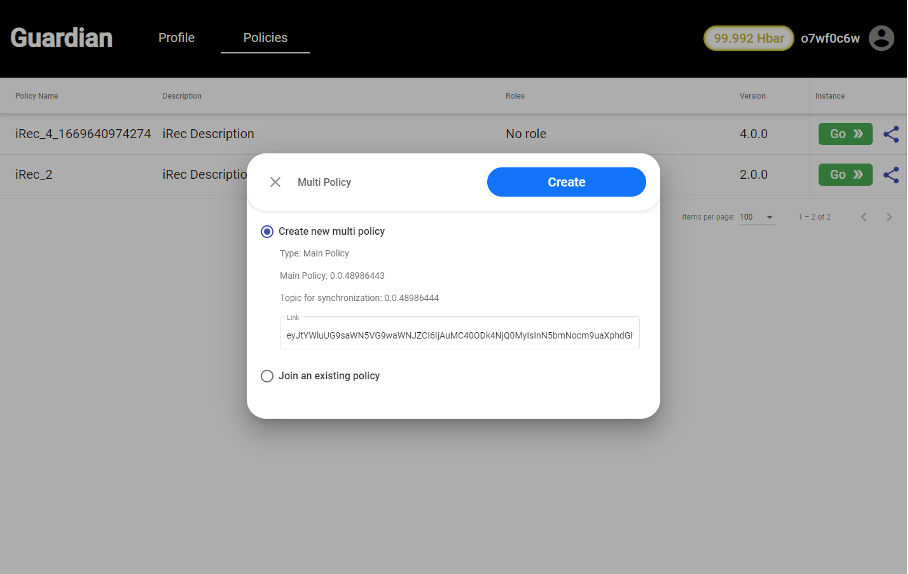 Guardian Profile Policies 99.992 Hbar o7wf0c6w
Policy Name Description Roles Version Instance
iRec_4_1669640974274 iRec Description No role 4.0.0 Go
iRec_2 iRec Descriptio 2.0.0 Go
Items per page: 100 1 – 2 of 2
Multi Policy Create
Create new multi policy
Type: Main Policy
Main Policy: 0.0.48986443
Topic for synchronization: 0.0.48986444
Link
Join an existing policy